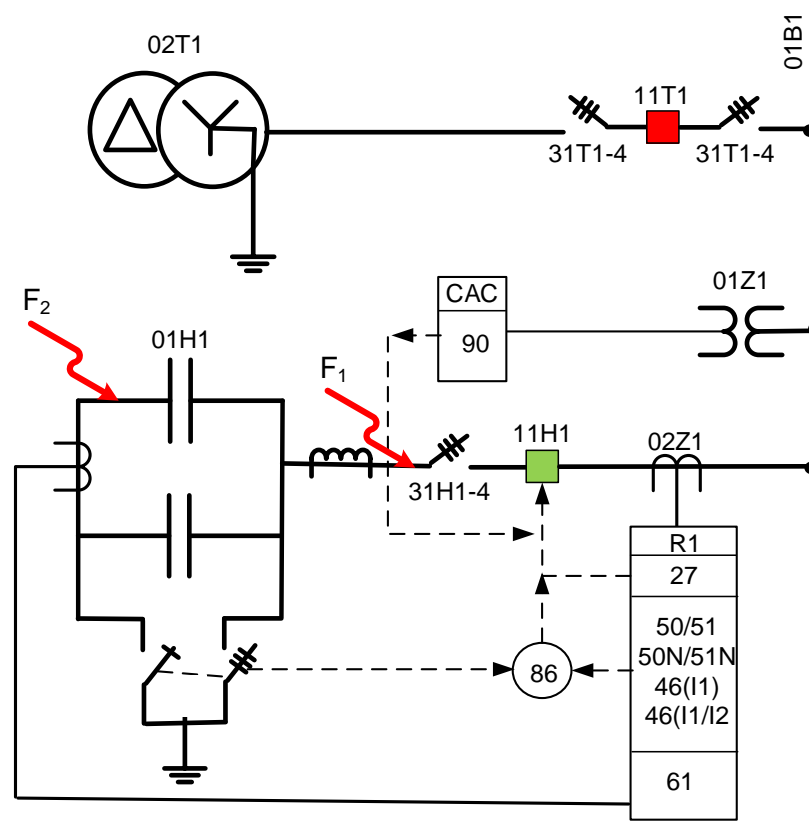 02T1
01B1
11T1
31T1-4
31T1-4
CAC
90
01Z1
F2
01H1
F1
11H1
02Z1
31H1-4
R1
27
50/51
50N/51N
46(I1)
46(I1/I2
86
61